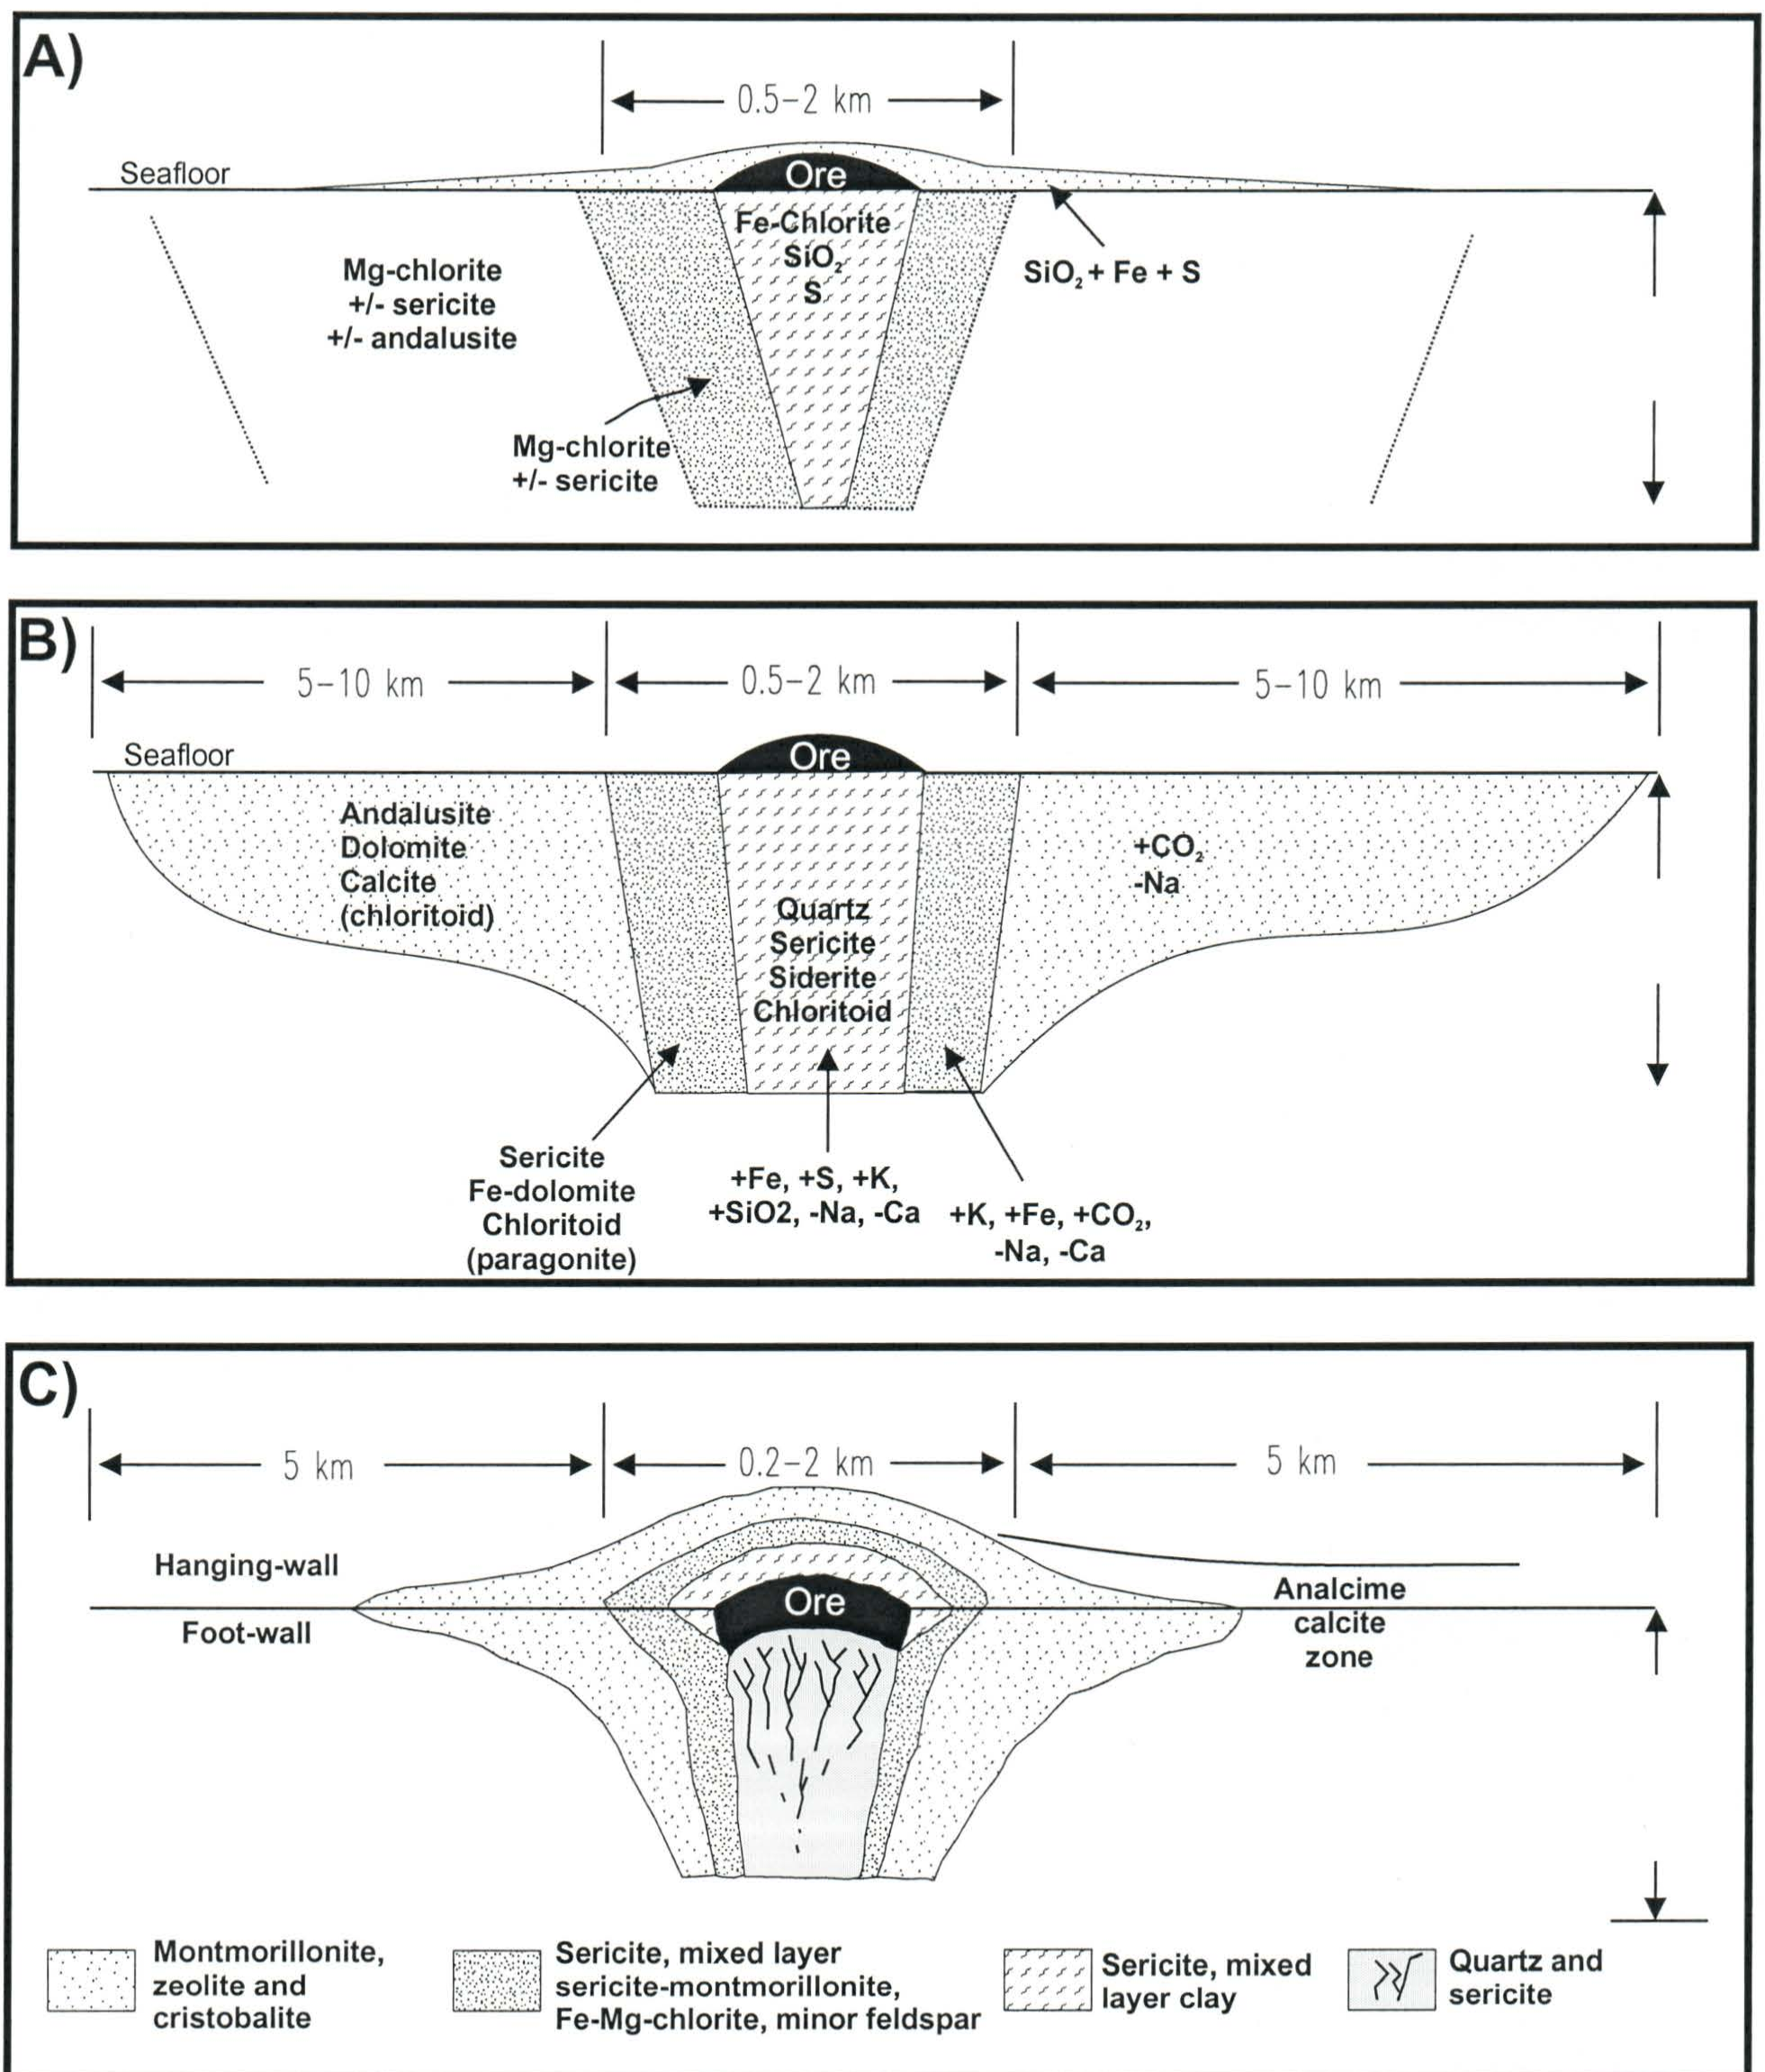 A)
0.5–2 km
Seafloor
Ore
Fe-Chlorite
SiO₂
S
Mg-chlorite
+/- sericite
+/- andalusite
SiO₂ + Fe + S
Mg-chlorite
+/- sericite
B)
5–10 km
0.5–2 km
5–10 km
Seafloor
Ore
Andalusite
Dolomite
Calcite
(chloritoid)
+CO₂
-Na
Quartz
Sericite
Siderite
Chloritoid
Sericite
Fe-dolomite
Chloritoid
(paragonite)
+Fe, +S, +K,
+SiO2, -Na, -Ca
+K, +Fe, +CO₂,
-Na, -Ca
C)
5 km
0.2–2 km
5 km
Hanging-wall
Foot-wall
Ore
Analcime
calcite
zone
Montmorillonite,
zeolite and
cristobalite
Sericite, mixed layer
sericite-montmorillonite,
Fe-Mg-chlorite, minor feldspar
Sericite, mixed
layer clay
Quartz and
sericite